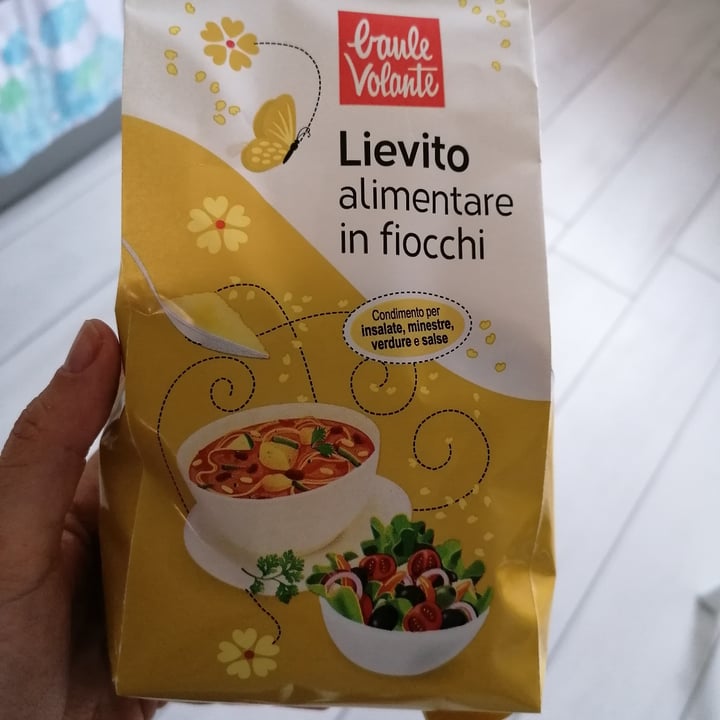 baule
Volante
Lievito
alimentare
in fiocchi
Condimento per
insalate, minestre,
verdure e salse